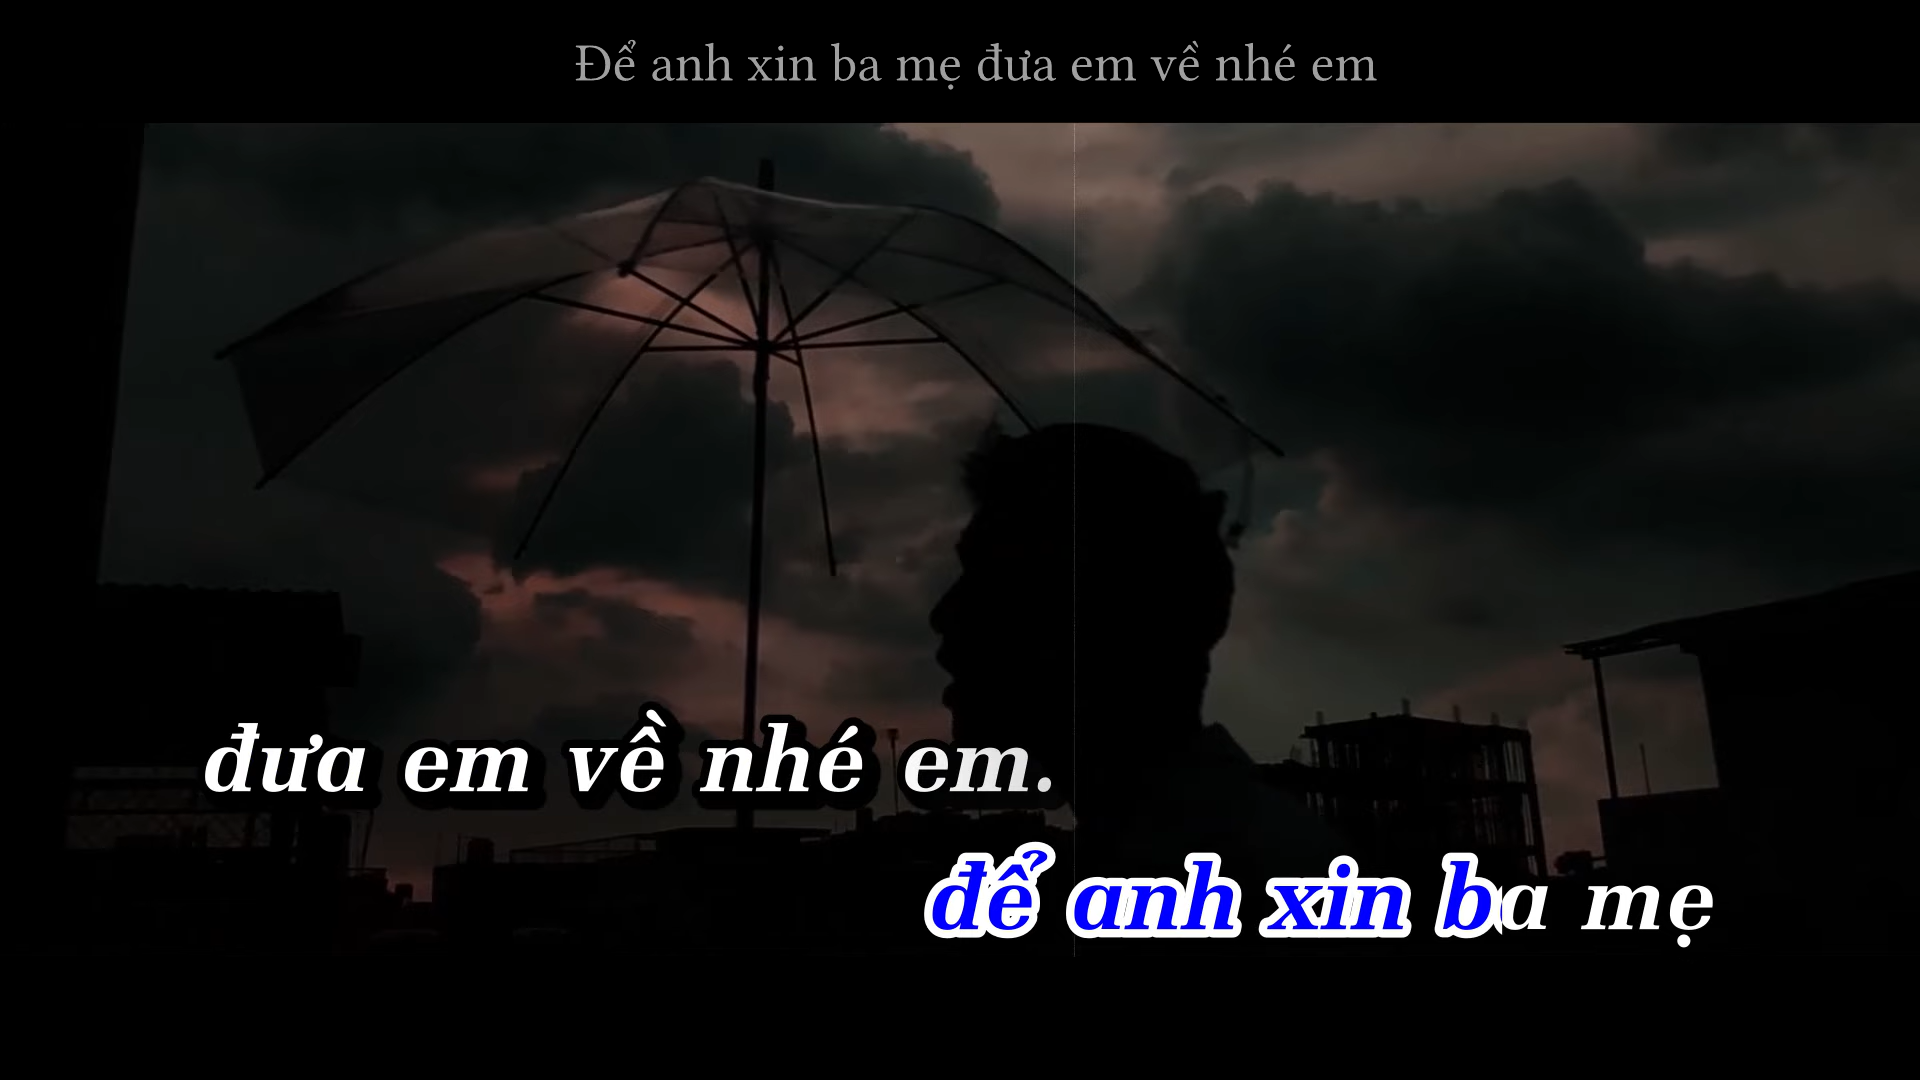 Để anh xin ba mẹ đưa em về nhé em
đưa em về nhé em.
để anh xin ba mẹ